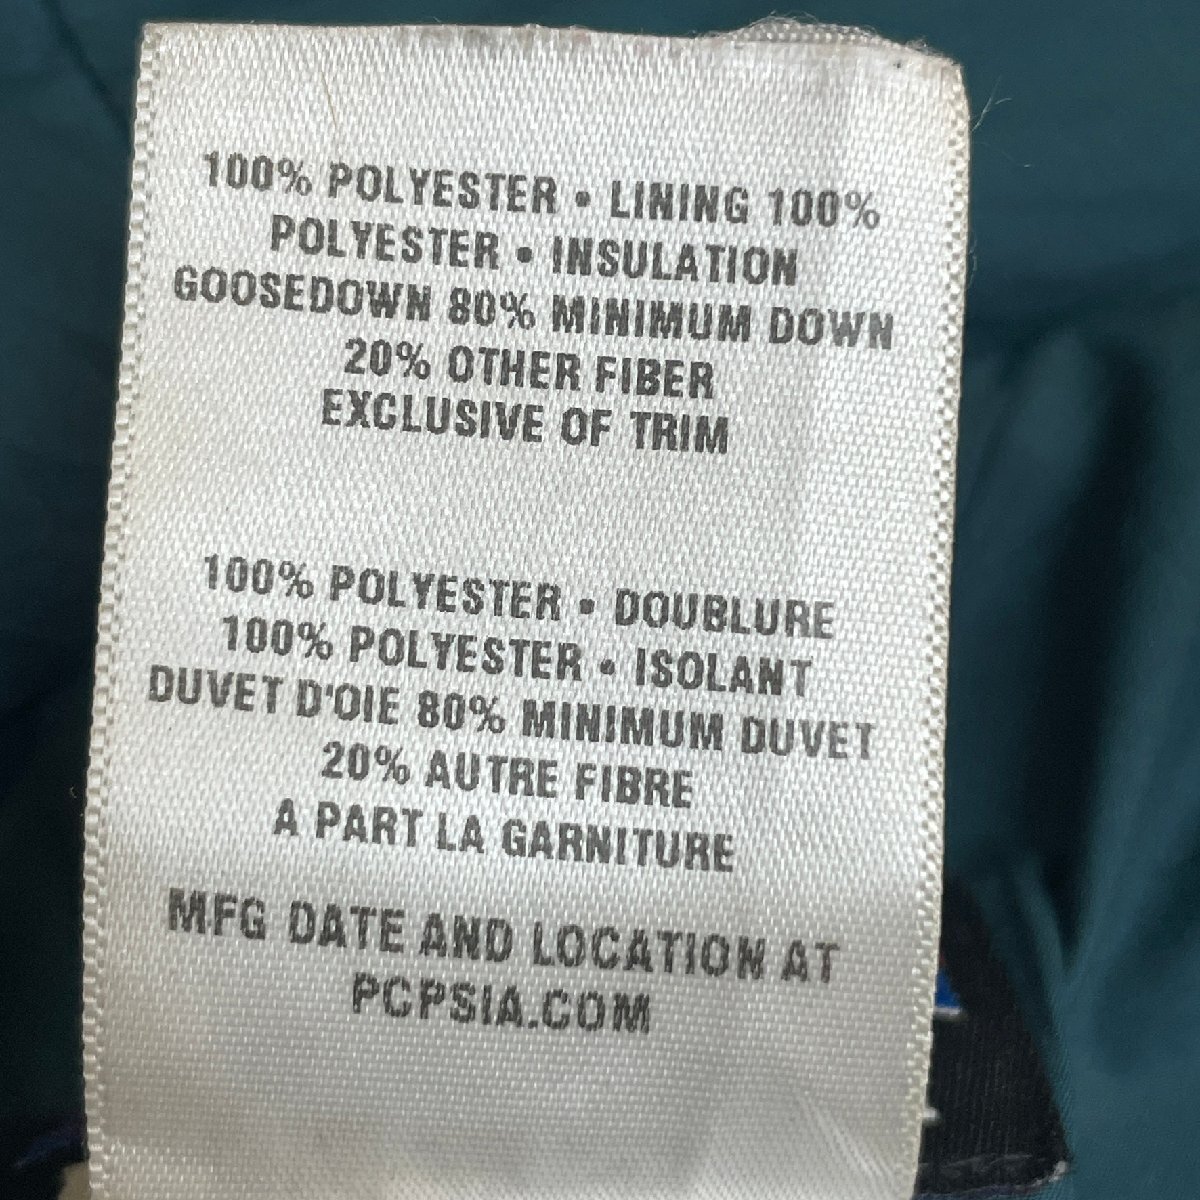 100% POLYESTER • LINING 100%
POLYESTER • INSULATION
GOOSEDOWN 80% MINIMUM DOWN
20% OTHER FIBER
EXCLUSIVE OF TRIM
100% POLYESTER • DOUBLURE
100% POLYESTER • ISOLANT
DUVET D'OIE 80% MINIMUM DUVET
20% AUTRE FIBRE
A PART LA GARNITURE
MFG DATE AND LOCATION AT
PCPSIA.COM